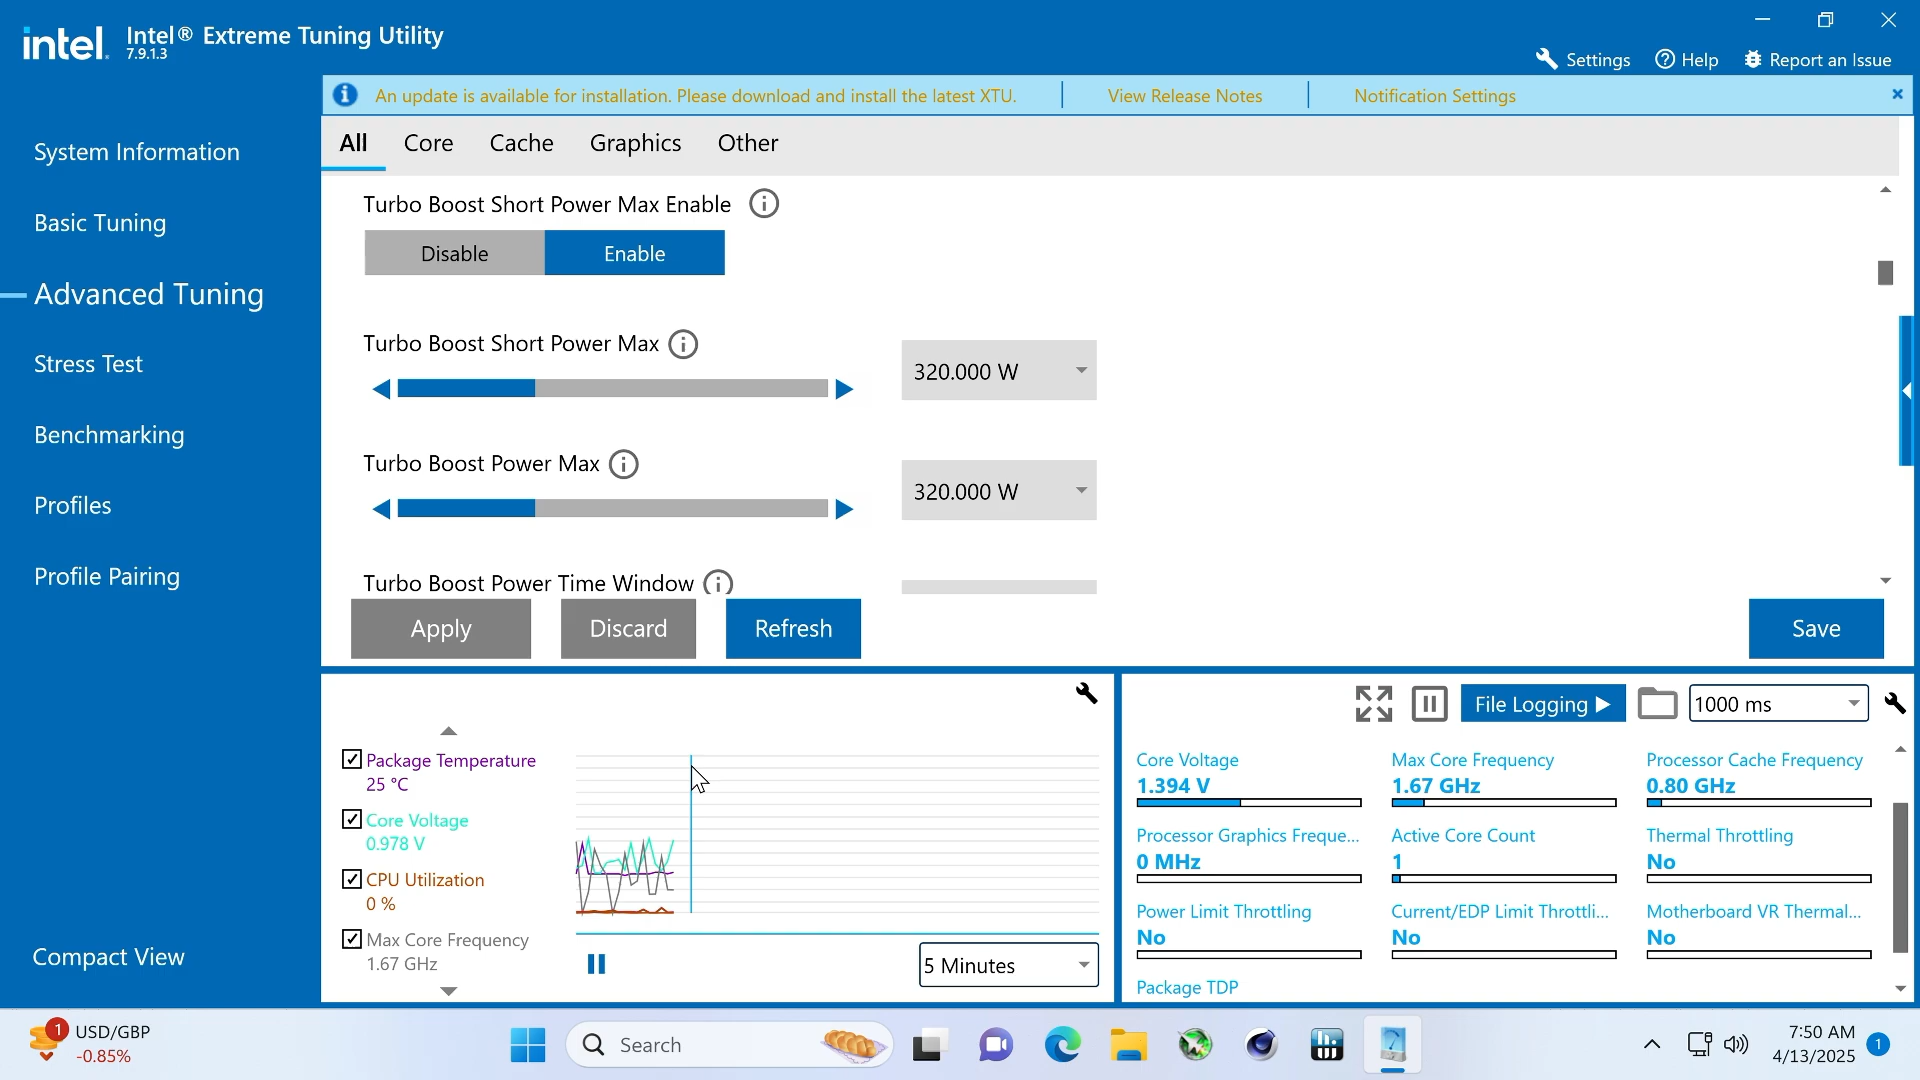 intel.
Intel® Extreme Tuning Utility
7.9.1.3
Settings
Help
Report an Issue
An update is available for installation. Please download and install the latest XTU.
View Release Notes
Notification Settings
System Information
Basic Tuning
Advanced Tuning
Stress Test
Benchmarking
Profiles
Profile Pairing
Compact View
All
Core
Cache
Graphics
Other
Turbo Boost Short Power Max Enable
Disable
Enable
Turbo Boost Short Power Max
320.000 W
Turbo Boost Power Max
320.000 W
Turbo Boost Power Time Window
Apply
Discard
Refresh
Save
Package Temperature
25 °C
Core Voltage
0.978 V
CPU Utilization
0 %
Max Core Frequency
1.67 GHz
5 Minutes
File Logging
1000 ms
Core Voltage
1.394 V
Max Core Frequency
1.67 GHz
Processor Cache Frequency
0.80 GHz
Processor Graphics Freque...
0 MHz
Active Core Count
1
Thermal Throttling
No
Power Limit Throttling
No
Current/EDP Limit Throttli...
No
Motherboard VR Thermal...
No
Package TDP
1
USD/GBP
-0.85%
Search
7:50 AM
4/13/2025
1